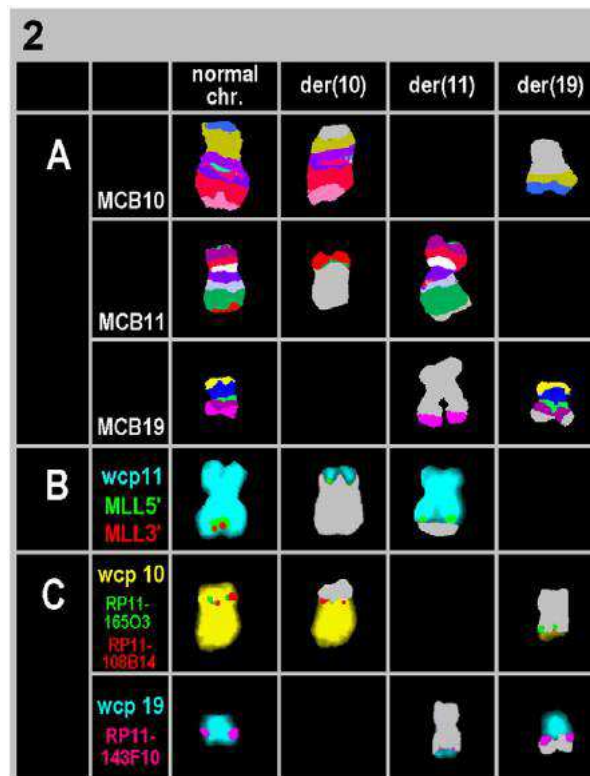 2
normal
chr.
der(10)
der(11)
der(19)
A
MCB10
MCB11
MCB19
B
wcp11
MLL5'
MLL3'
C
wcp 10
RP11-
165O3
RP11-
108B14
wcp 19
RP11-
143F10